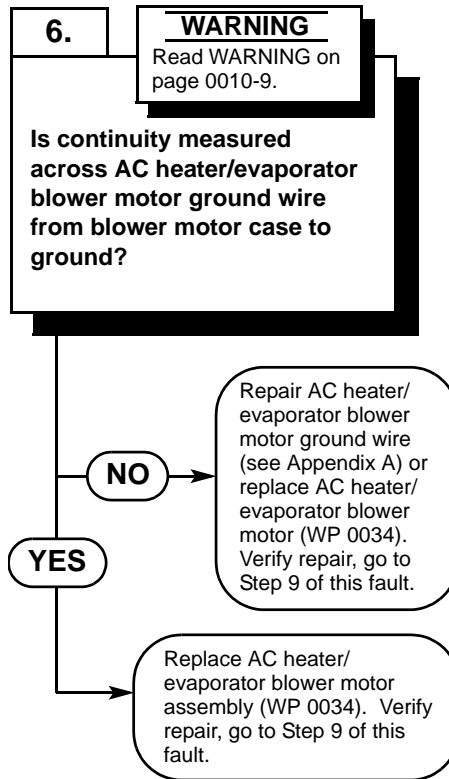 6.
WARNING
Read WARNING on
page 0010-9.
Is continuity measured
across AC heater/evaporator
blower motor ground wire
from blower motor case to
ground?
NO
Repair AC heater/
evaporator blower
motor ground wire
(see Appendix A) or
replace AC heater/
evaporator blower
motor (WP 0034).
Verify repair, go to
Step 9 of this fault.
YES
Replace AC heater/
evaporator blower motor
assembly (WP 0034).  Verify
repair, go to Step 9 of this
fault.